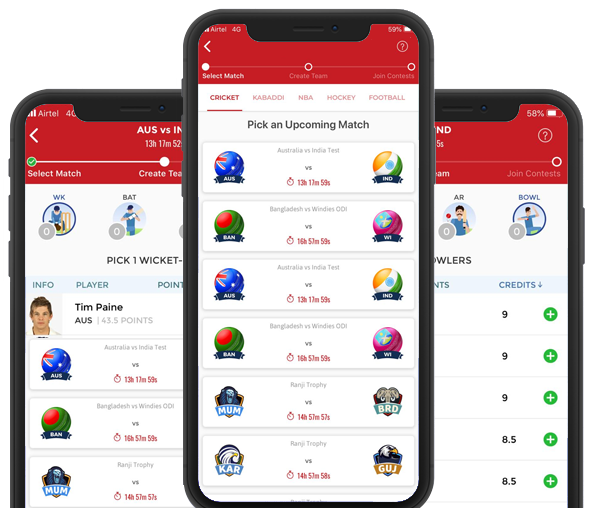 Airtel 4G 59%
Select Match Create Team Join Contests
CRICKET KABADDI NBA HOCKEY FOOTBALL
Pick an Upcoming Match
Australia vs India Test
AUS vs IND
13h 17m 59s
Bangladesh vs Windies ODI
BAN vs WI
16h 57m 59s
Australia vs India Test
AUS vs IND
13h 17m 59s
Bangladesh vs Windies ODI
BAN vs WI
16h 57m 59s
Ranji Trophy
MUM vs BRD
14h 57m 57s
Ranji Trophy
KAR vs GUJ
14h 57m 58s
Airtel 4G
AUS vs IN
13h 17m 52s
Select Match Create Tea
WK BAT
0 0
PICK 1 WICKET-
INFO PLAYER POINT
Tim Paine
AUS | 43.5 POINTS
Australia vs India Test
AUS vs
13h 17m 59s
Bangladesh vs Windies ODI
BAN vs
16h 57m 59s
Ranji Trophy
MUM vs
14h 57m 57s
58%
ND
5s
eam Join Contests
AR BOWL
0 0
OWLERS
NTS CREDITS↓
9
9
9
8.5
8.5